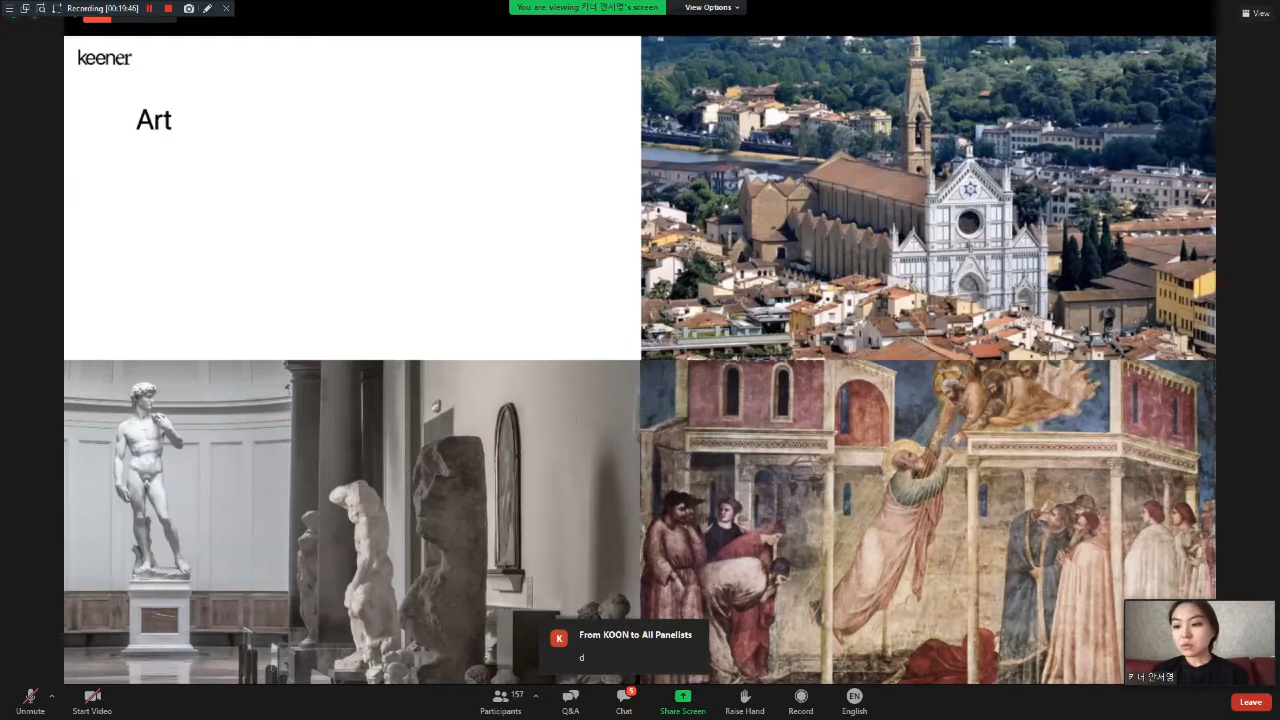 Recording [00:19:46]
You are viewing 키너 안서영's screen
View Options
View
keener
Art
K
From KOON to All Panelists
d
키너 안서영
Unmute
Start Video
157
Participants
Q&A
5
Chat
Share Screen
Raise Hand
Record
EN
English
Leave